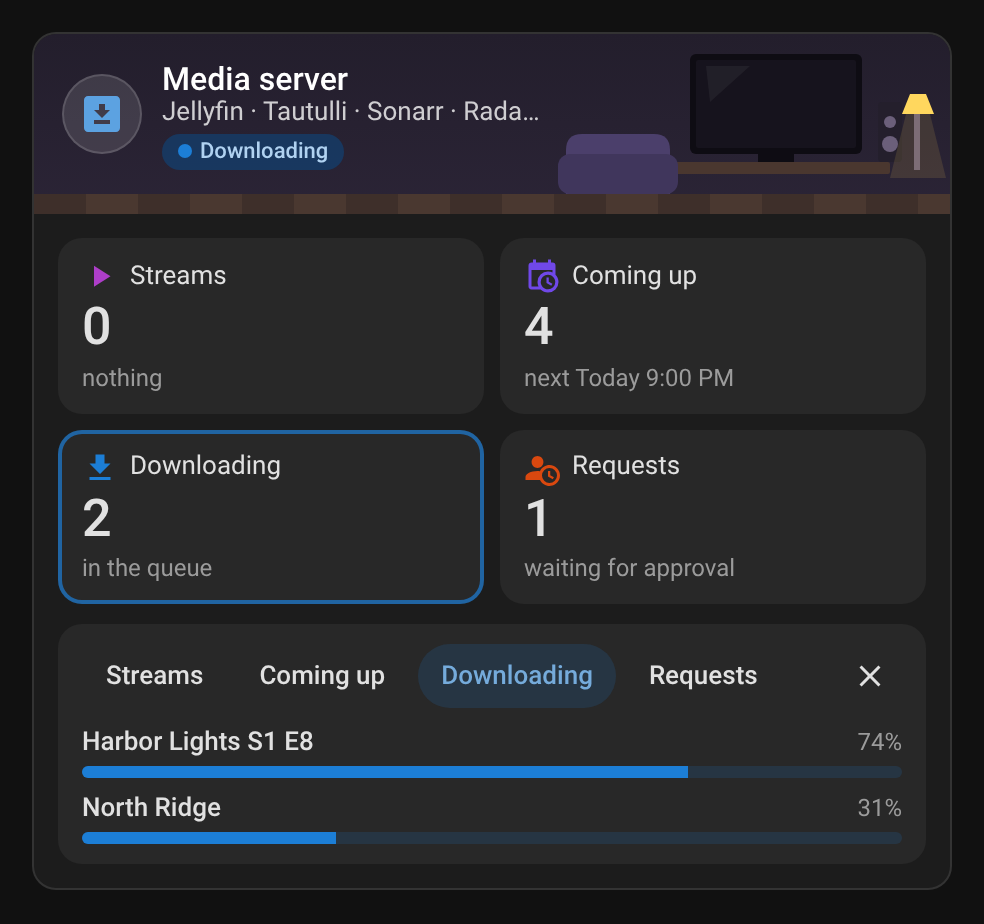 Media server
Jellyfin · Tautulli · Sonarr · Rada…
Downloading
Streams
0
nothing
Coming up
4
next Today 9:00 PM
Downloading
2
in the queue
Requests
1
waiting for approval
Streams Coming up Downloading Requests
Harbor Lights S1 E8 74%
North Ridge 31%